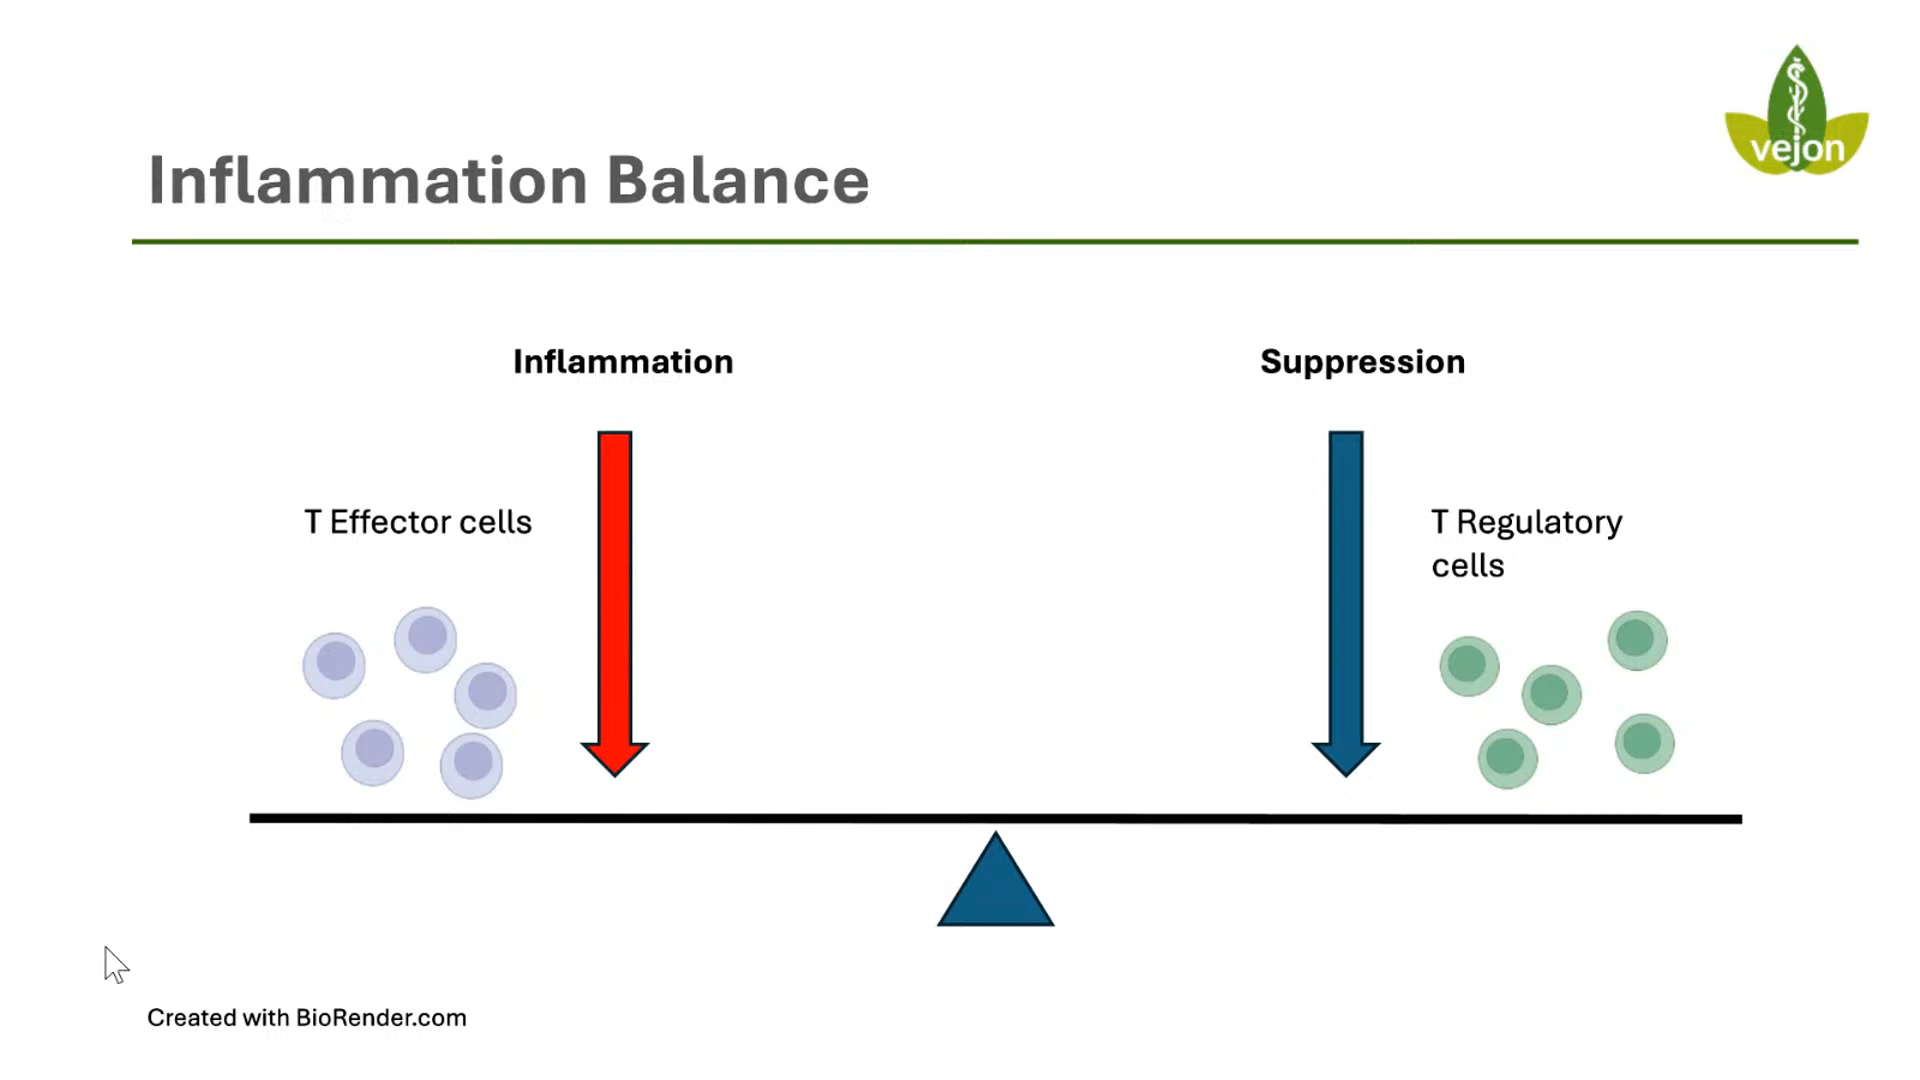 vejon
Inflammation Balance
Inflammation
Suppression
T Effector cells
T Regulatory
cells
Created with BioRender.com